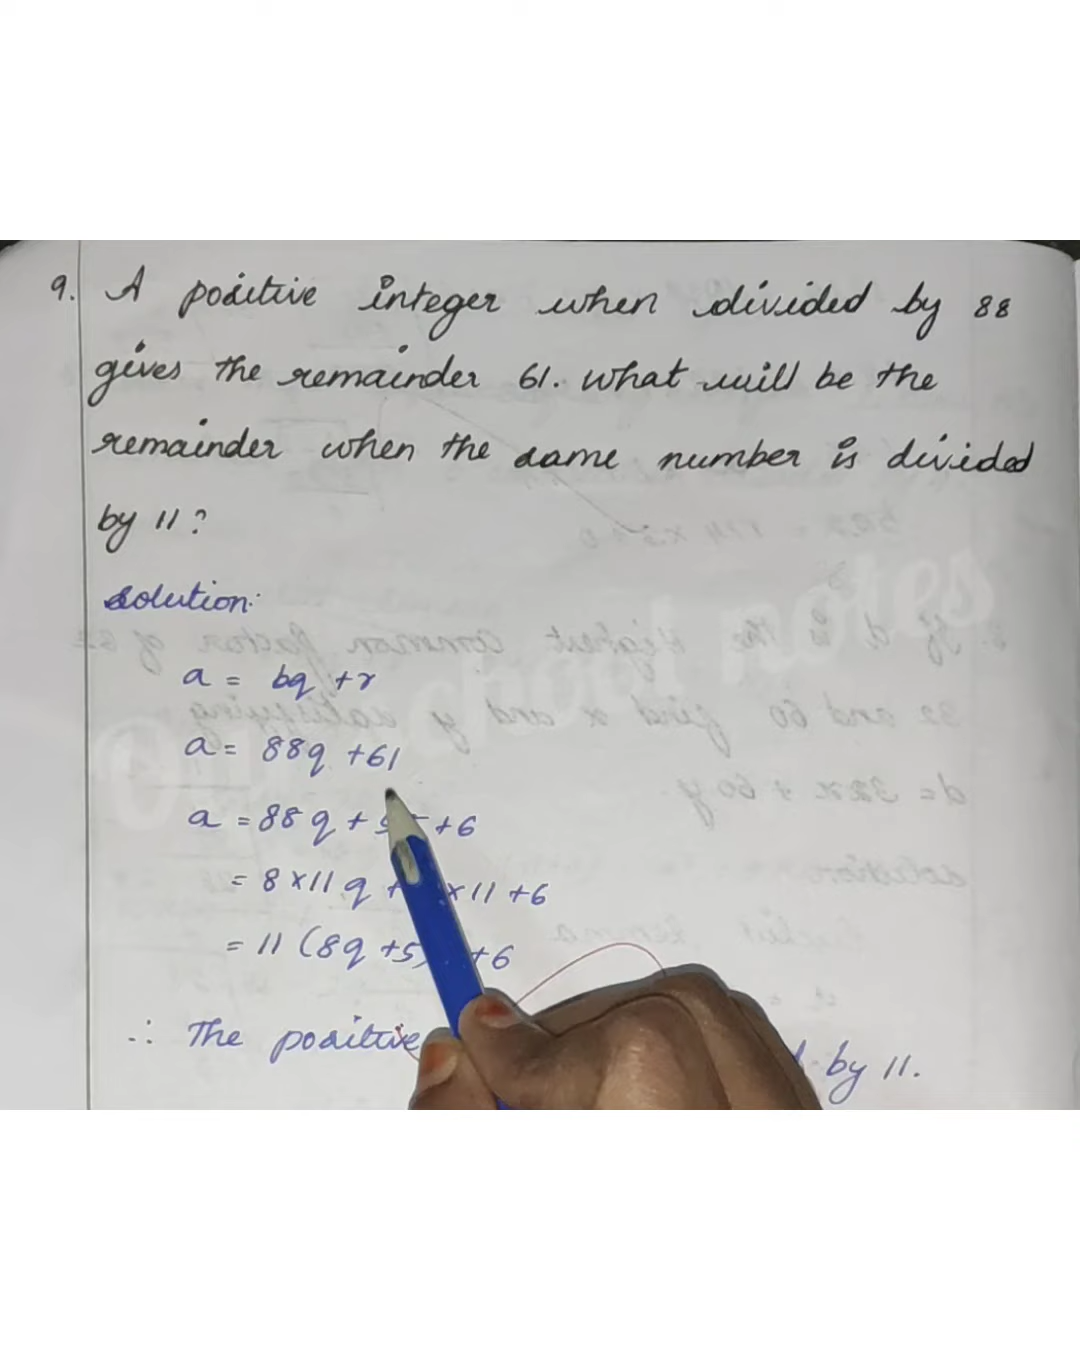 9. A positive integer when divided by 88
gives the remainder 61. what will be the
remainder when the same number is divided
by 11?
solution:
a = bq + r
a = 88q + 61
a = 88q + + 6
= 8 × 11 q + × 11 + 6
= 11 (8q + 5) + 6
∴ The positive by 11.